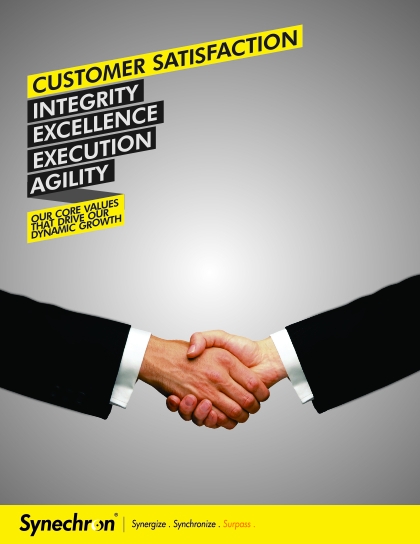 CUSTOMER SATISFACTION
INTEGRITY
EXCELLENCE
EXECUTION
AGILITY
OUR CORE VALUES
THAT DRIVE OUR
DYNAMIC GROWTH
Synechron® Synergize . Synchronize . Surpass .